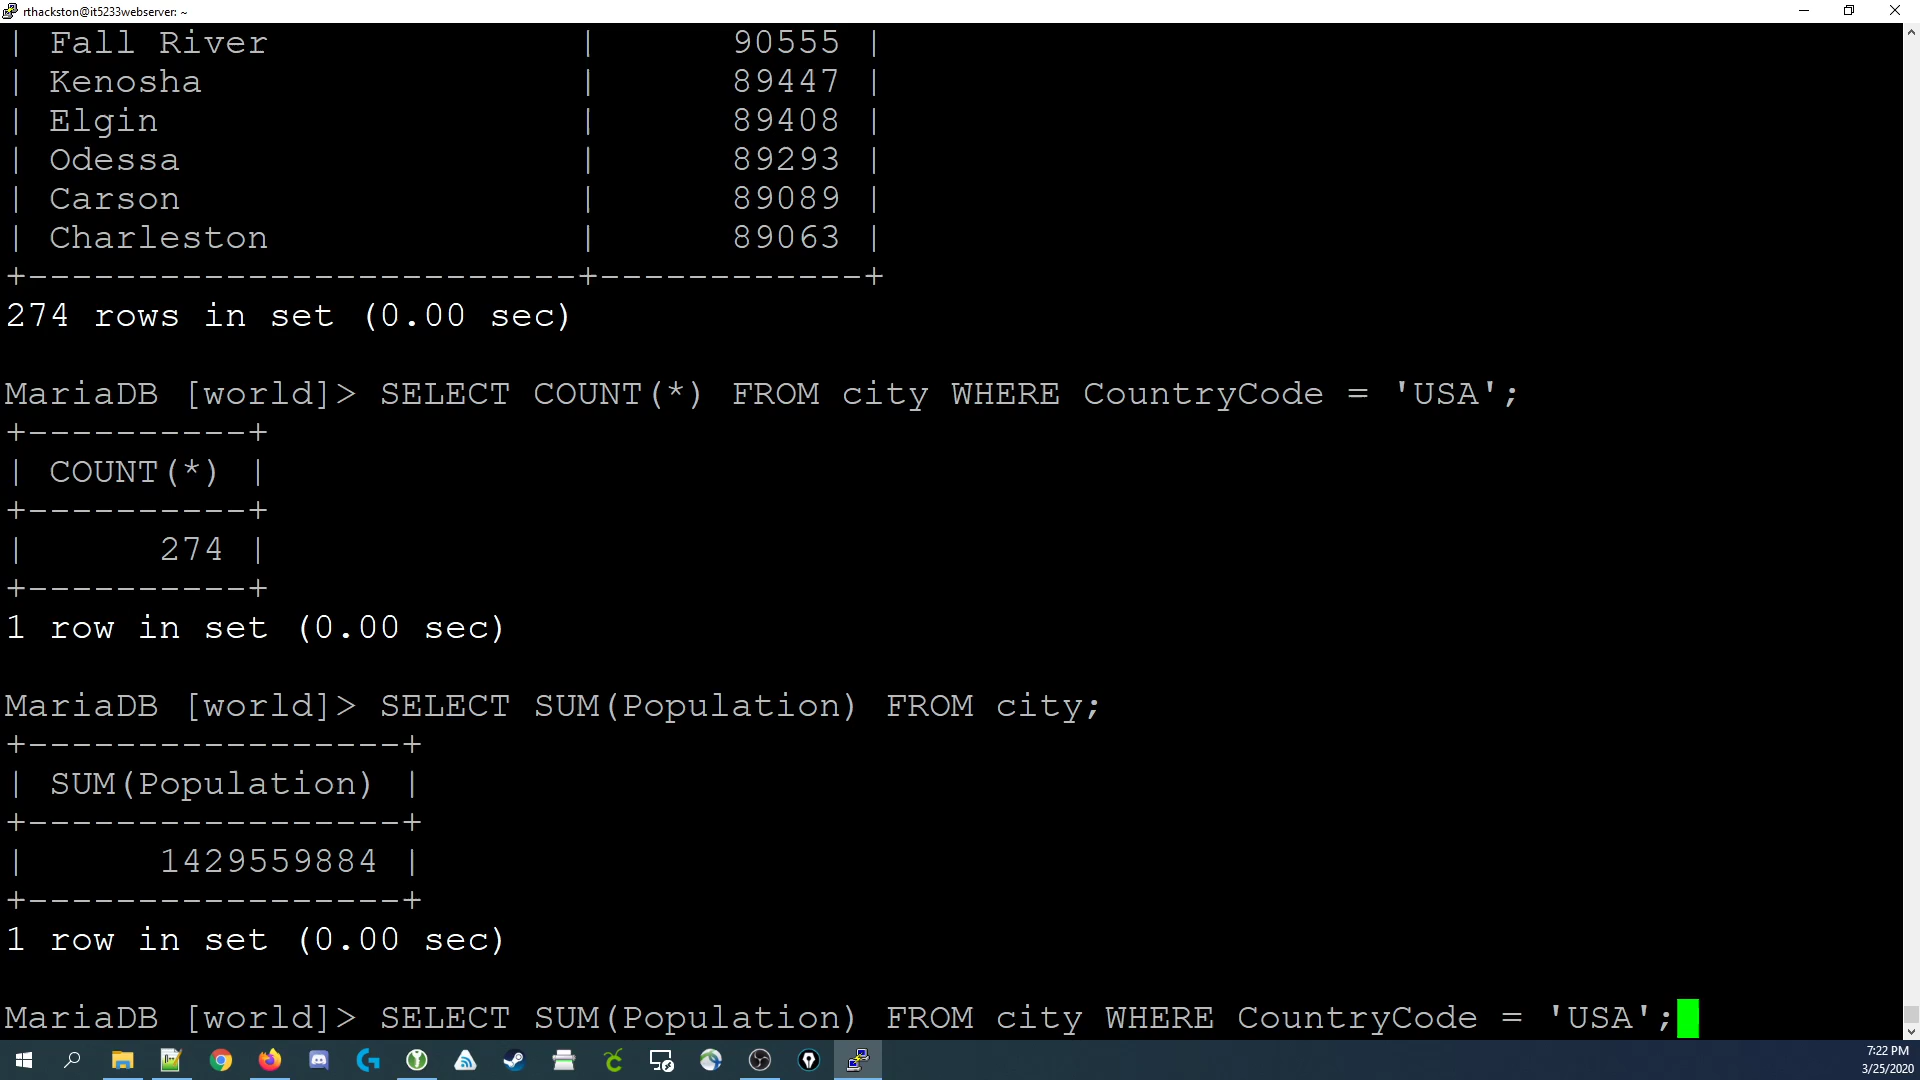 rthackston@it5233webserver: ~
| Fall River | 90555 |
| Kenosha | 89447 |
| Elgin | 89408 |
| Odessa | 89293 |
| Carson | 89089 |
| Charleston | 89063 |
+-------------------------+------------+
274 rows in set (0.00 sec)
MariaDB [world]> SELECT COUNT(*) FROM city WHERE CountryCode = 'USA';
+----------+
| COUNT(*) |
+----------+
| 274 |
+----------+
1 row in set (0.00 sec)
MariaDB [world]> SELECT SUM(Population) FROM city;
+-----------------+
| SUM(Population) |
+-----------------+
| 1429559884 |
+-----------------+
1 row in set (0.00 sec)
MariaDB [world]> SELECT SUM(Population) FROM city WHERE CountryCode = 'USA';
7:22 PM
3/25/2020